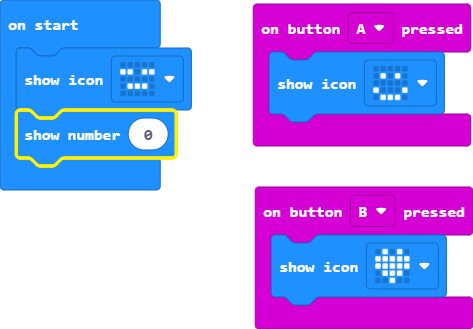 on start
show icon
show number 0
on button A pressed
show icon
on button B pressed
show icon